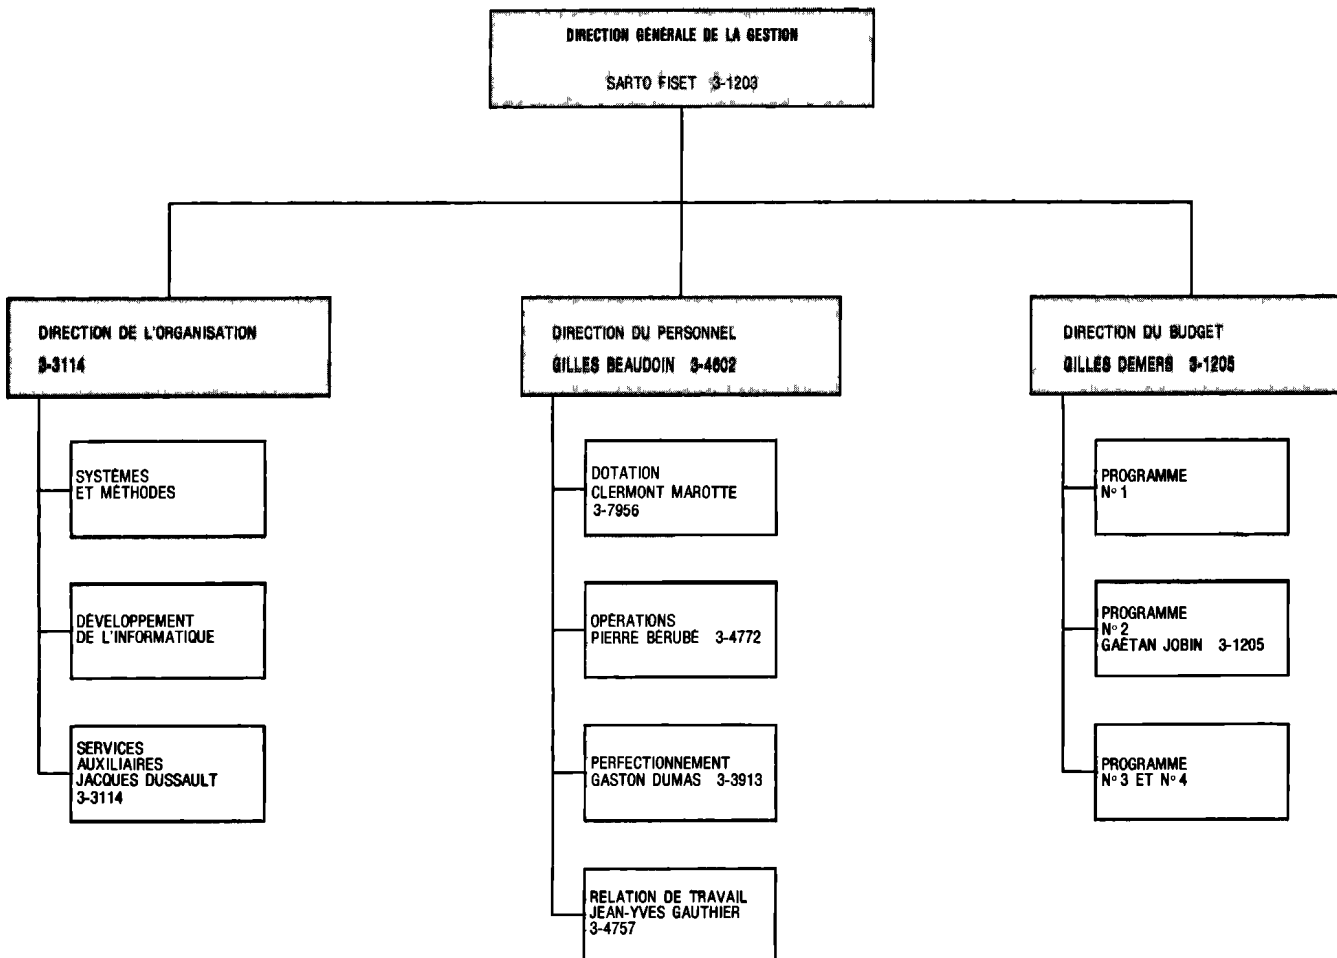 DIRECTION GÉNÉRALE DE LA GESTION
SARTO FISET 3-1203
DIRECTION DE L'ORGANISATION
3-3114
SYSTÈMES
ET MÉTHODES
DÉVELOPPEMENT
DE L'INFORMATIQUE
SERVICES
AUXILIAIRES
JACQUES DUSSAULT
3-3114
DIRECTION DU PERSONNEL
GILLES BEAUDOIN 3-4602
DOTATION
CLERMONT MAROTTE
3-7956
OPÉRATIONS
PIERRE BÉRUBÉ 3-4772
PERFECTIONNEMENT
GASTON DUMAS 3-3913
RELATION DE TRAVAIL
JEAN-YVES GAUTHIER
3-4757
DIRECTION DU BUDGET
GILLES DEMERS 3-1205
PROGRAMME
N° 1
PROGRAMME
N° 2
GAÉTAN JOBIN 3-1205
PROGRAMME
N° 3 ET N° 4